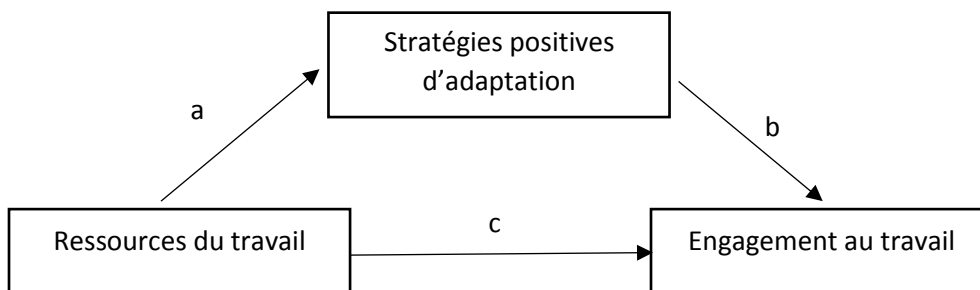 Stratégies positives
d’adaptation
a
b
c
Ressources du travail
Engagement au travail